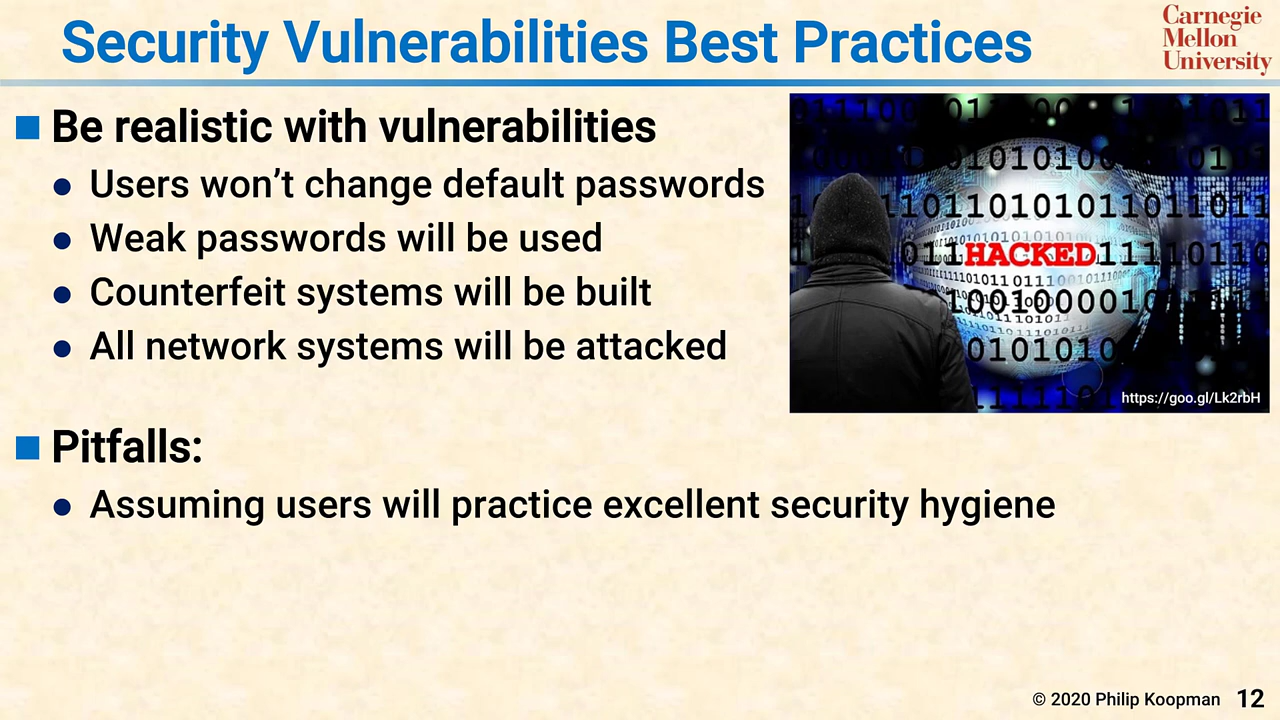 Security Vulnerabilities Best Practices
Carnegie
Mellon
University
Be realistic with vulnerabilities
Users won’t change default passwords
Weak passwords will be used
Counterfeit systems will be built
All network systems will be attacked
HACKED
https://goo.gl/Lk2rbH
Pitfalls:
Assuming users will practice excellent security hygiene
© 2020 Philip Koopman 12